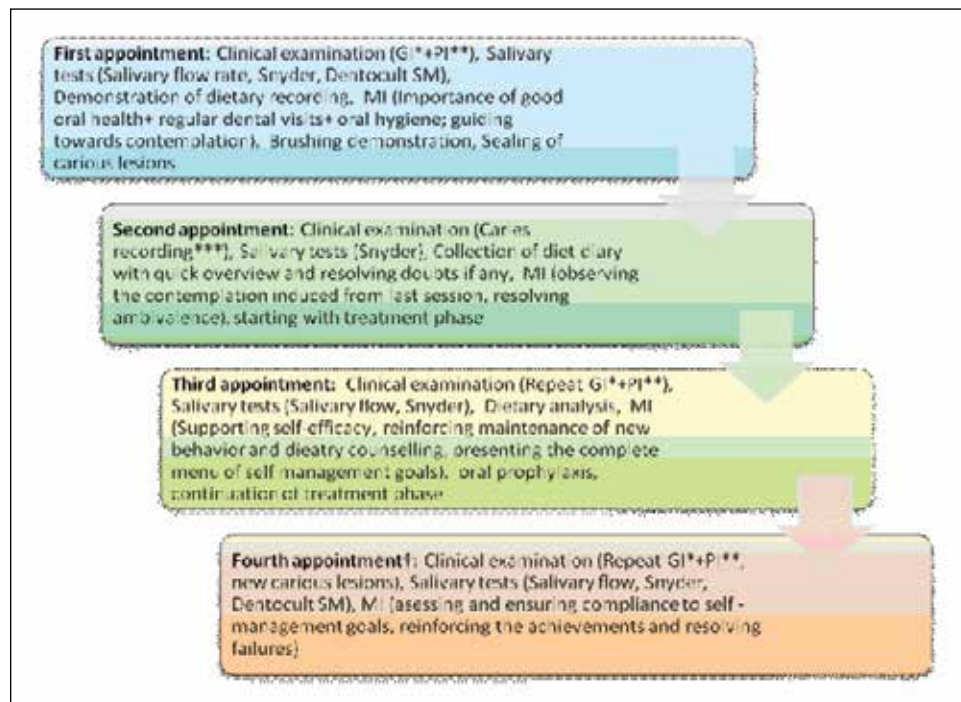 First appointment: Clinical examination (GI*+PI**), Salivary
tests (Salivary flow rate, Snyder, Dentocult SM),
Demonstration of dietary recording, MI (Importance of good
oral health+ regular dental visits+ oral hygiene; guiding
towards contemplation). Brushing demonstration, Sealing of
carious lesions
Second appointment: Clinical examination (Caries
recording***), Salivary tests (Snyder), Collection of diet diary
with quick overview and resolving doubts if any, MI (observing
the contemplation induced from last session, resolving
ambivalence), starting with treatment phase
Third appointment: Clinical examination (Repeat GI*+PI**),
Salivary tests (Salivary flow, Snyder), Dietary analysis, MI
(Supporting self-efficacy, reinforcing maintenance of new
behavior and dieatry counselling, presenting the complete
menu of self management goals), oral prophylaxis,
continuation of treatment phase
Fourth appointment†: Clinical examination (Repeat GI*+PI**,
new carious lesions), Salivary tests (Salivary flow, Snyder,
Dentocult SM), MI (asessing and ensuring compliance to self-
management goals, reinforcing the achievements and resolving
failures)